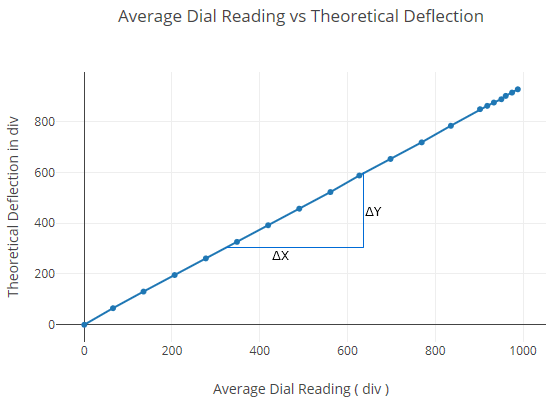 Average Dial Reading vs Theoretical Deflection
Theoretical Deflection in div
800
600
400
200
0
ΔY
ΔX
0 200 400 600 800 1000
Average Dial Reading ( div )